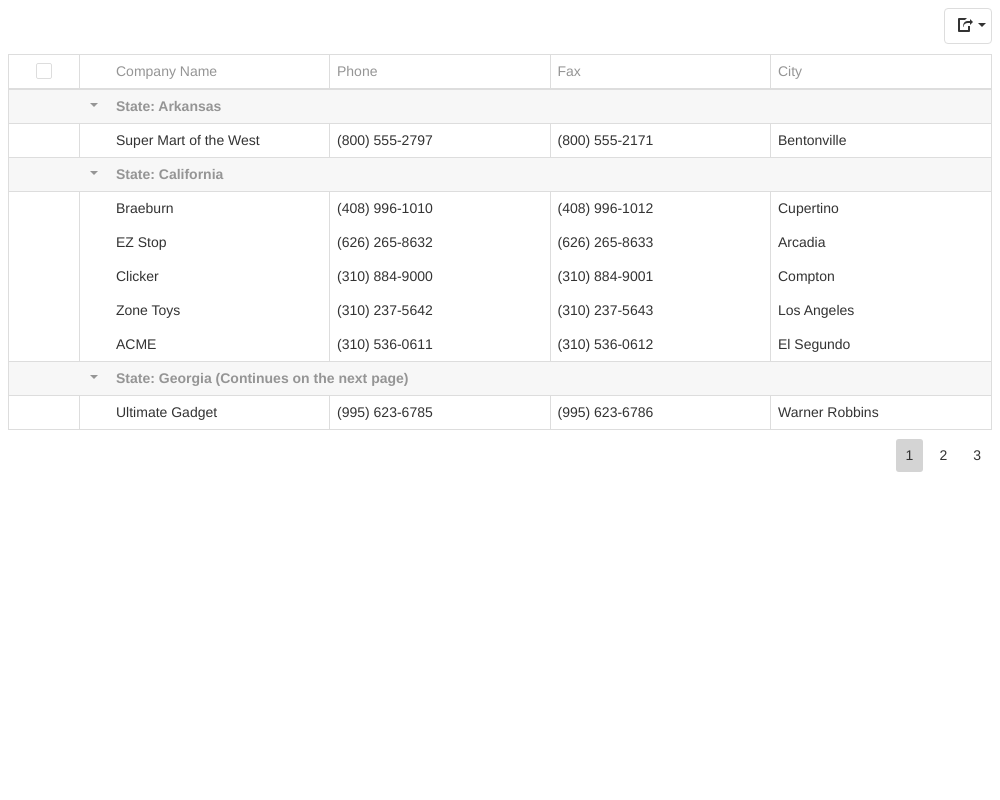 Company Name Phone Fax City
State: Arkansas
Super Mart of the West (800) 555-2797 (800) 555-2171 Bentonville
State: California
Braeburn (408) 996-1010 (408) 996-1012 Cupertino
EZ Stop (626) 265-8632 (626) 265-8633 Arcadia
Clicker (310) 884-9000 (310) 884-9001 Compton
Zone Toys (310) 237-5642 (310) 237-5643 Los Angeles
ACME (310) 536-0611 (310) 536-0612 El Segundo
State: Georgia (Continues on the next page)
Ultimate Gadget (995) 623-6785 (995) 623-6786 Warner Robbins
1 2 3